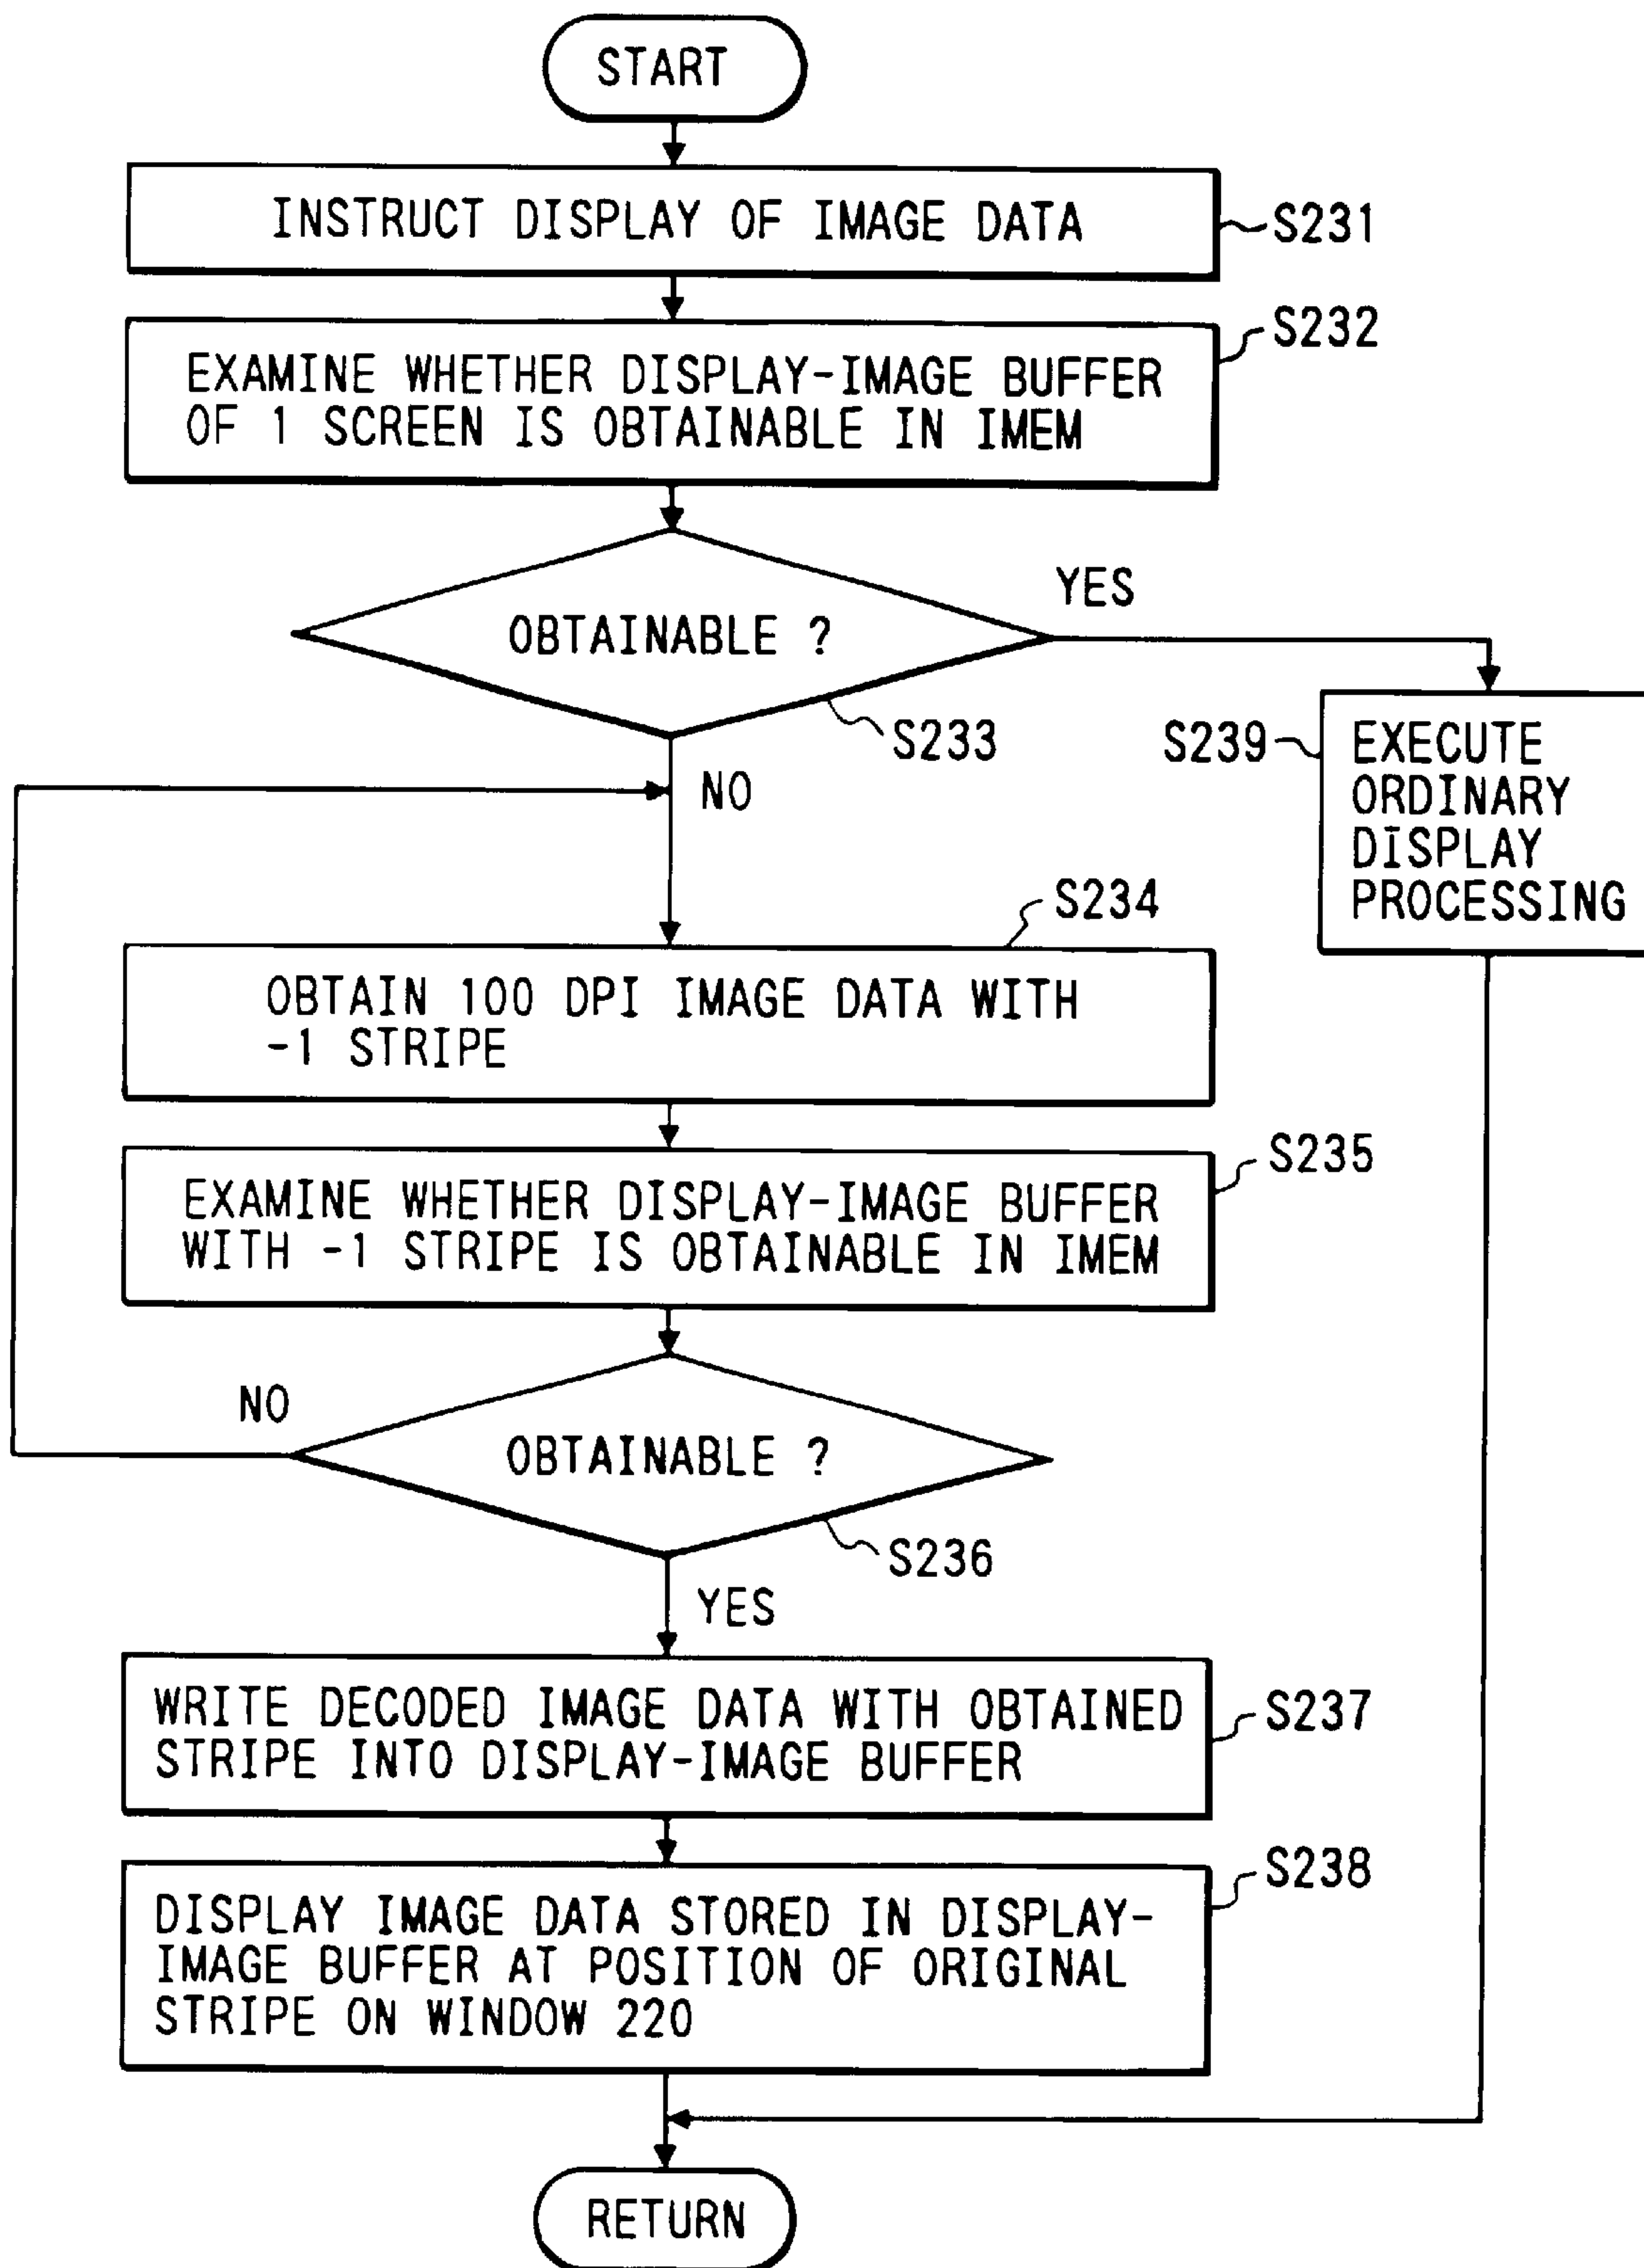 START
INSTRUCT DISPLAY OF IMAGE DATA
S231
S232
EXAMINE WHETHER DISPLAY-IMAGE BUFFER
OF 1 SCREEN IS OBTAINABLE IN IMEM
YES
OBTAINABLE ?
S233
NO
S239
EXECUTE
ORDINARY
DISPLAY
PROCESSING
S234
OBTAIN 100 DPI IMAGE DATA WITH
-1 STRIPE
S235
EXAMINE WHETHER DISPLAY-IMAGE BUFFER
WITH -1 STRIPE IS OBTAINABLE IN IMEM
NO
OBTAINABLE ?
S236
YES
WRITE DECODED IMAGE DATA WITH OBTAINED
STRIPE INTO DISPLAY-IMAGE BUFFER
S237
S238
DISPLAY IMAGE DATA STORED IN DISPLAY-
IMAGE BUFFER AT POSITION OF ORIGINAL
STRIPE ON WINDOW 220
RETURN